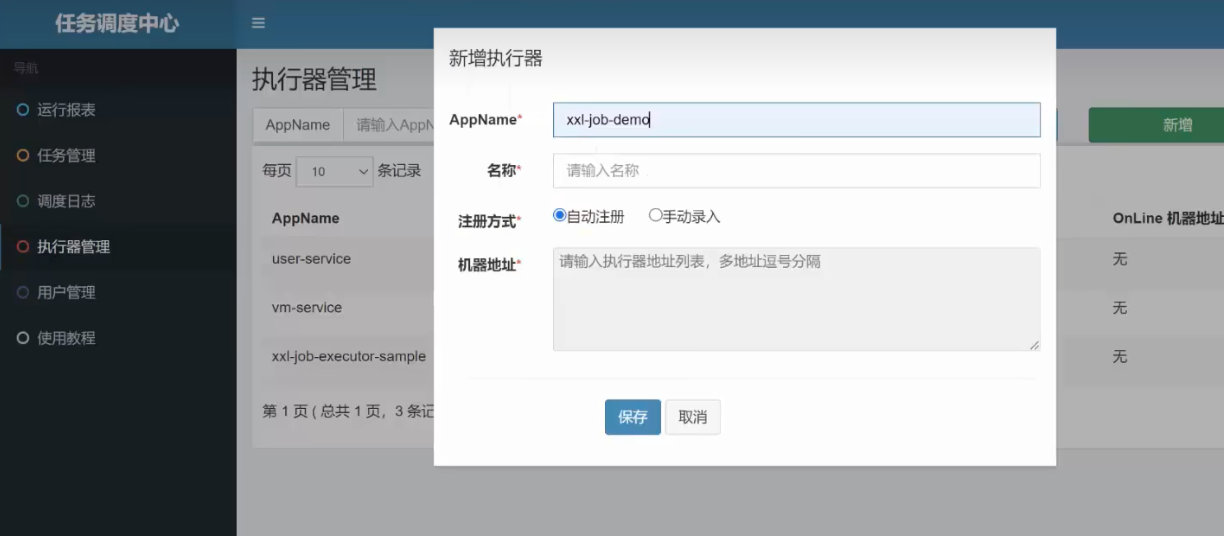 任务调度中心
导航
运行报表
任务管理
调度日志
执行器管理
用户管理
使用教程
执行器管理
AppName 请输入AppN
新增
每页 10 条记录
AppName
OnLine 机器地址
user-service
无
vm-service
无
xxl-job-executor-sample
无
第 1 页 ( 总共 1 页，3 条记
新增执行器
AppName* xxl-job-demo
名称* 请输入名称
注册方式* 自动注册 手动录入
机器地址* 请输入执行器地址列表，多地址逗号分隔
保存 取消